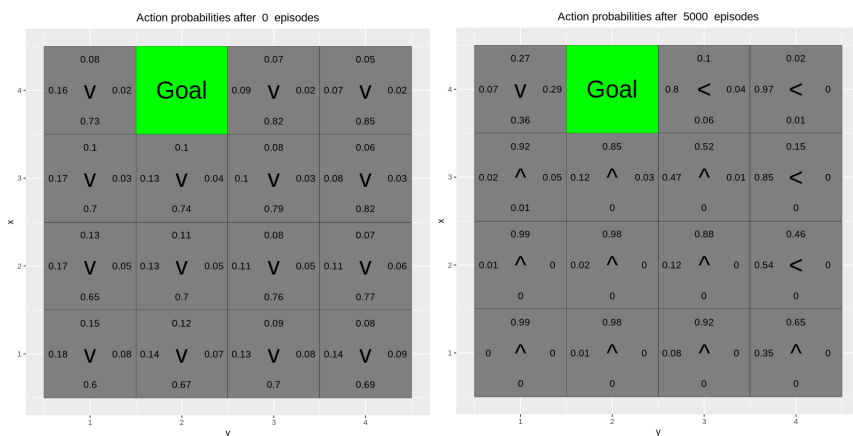 Action probabilities after 0 episodes
0.08 0.07 0.05
4 0.16 V 0.02 Goal 0.09 V 0.02 0.07 V 0.02
0.73 0.82 0.85
0.1 0.1 0.08 0.06
3 0.17 V 0.03 0.13 V 0.04 0.1 V 0.03 0.08 V 0.03
0.7 0.74 0.79 0.82
x
0.13 0.11 0.08 0.07
2 0.17 V 0.05 0.13 V 0.05 0.11 V 0.05 0.11 V 0.06
0.65 0.7 0.76 0.77
0.15 0.12 0.09 0.08
1 0.18 V 0.08 0.14 V 0.07 0.13 V 0.08 0.14 V 0.09
0.6 0.67 0.7 0.69
1 2 3 4
y
Action probabilities after 5000 episodes
0.27 0.1 0.02
4 0.07 V 0.29 Goal 0.8 < 0.04 0.97 < 0
0.36 0.06 0.01
0.92 0.85 0.52 0.15
3 0.02 ^ 0.05 0.12 ^ 0.03 0.47 ^ 0.01 0.85 < 0
0.01 0 0 0
x
0.99 0.98 0.88 0.46
2 0.01 ^ 0 0.02 ^ 0 0.12 ^ 0 0.54 < 0
0 0 0 0
0.99 0.98 0.92 0.65
1 0 ^ 0 0.01 ^ 0 0.08 ^ 0 0.35 ^ 0
0 0 0 0
1 2 3 4
y